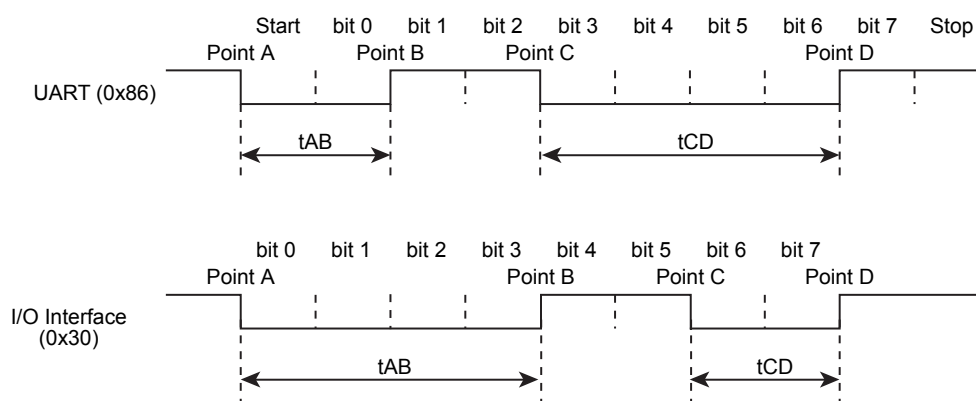 Start bit 0 bit 1 bit 2 bit 3 bit 4 bit 5 bit 6 bit 7 Stop
Point A Point B Point C Point D
UART (0x86)
tAB tCD
bit 0 bit 1 bit 2 bit 3 bit 4 bit 5 bit 6 bit 7
Point A Point B Point C Point D
I/O Interface
(0x30)
tAB tCD